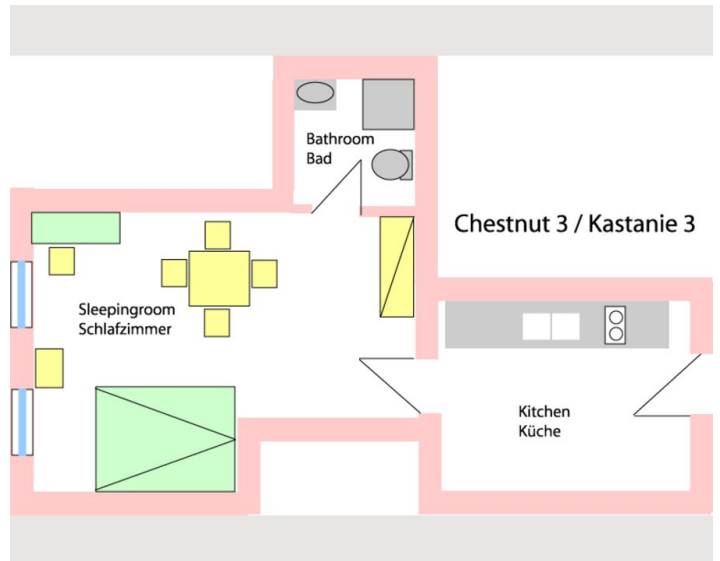 Bathroom
Bad
Chestnut 3 / Kastanie 3
Sleepingroom
Schlafzimmer
Kitchen
Küche